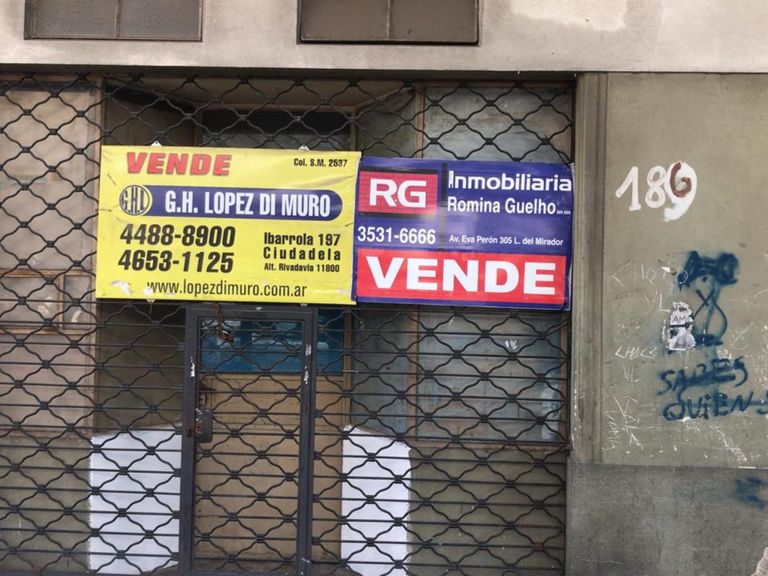 VENDE
Col. S.M. 2537
GHL G.H. LOPEZ DI MURO
4488-8900
4653-1125
Ibarrola 197
Ciudadela
Alt. Rivadavia 11800
www.lopezdimuro.com.ar
RG
Inmobiliaria
Romina Guelho
3531-6666
Av. Eva Perón 305 L. del Mirador
VENDE
186
SABES
QUIEN